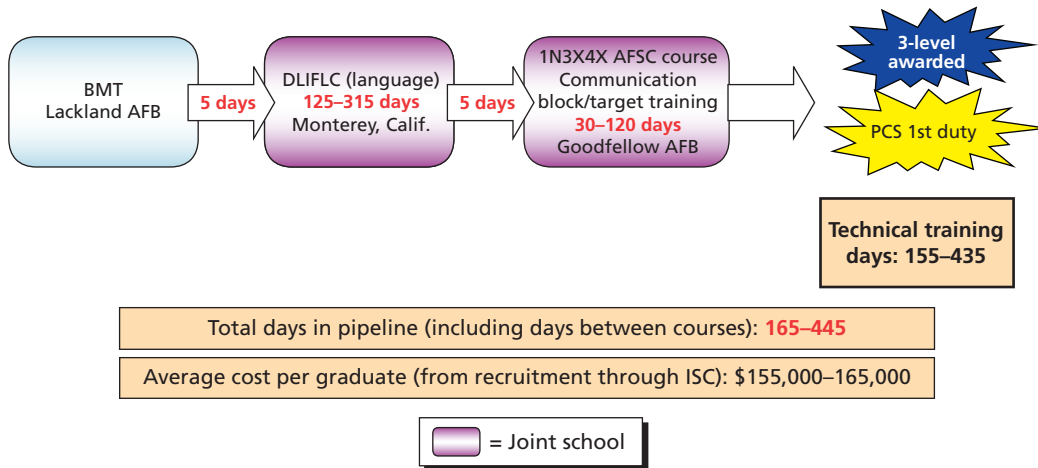 BMT
Lackland AFB
5 days
DLIFLC (language)
125–315 days
Monterey, Calif.
5 days
1N3X4X AFSC course
Communication
block/target training
30–120 days
Goodfellow AFB
3-level
awarded
PCS 1st duty
Technical training
days: 155–435
Total days in pipeline (including days between courses): 165–445
Average cost per graduate (from recruitment through ISC): $155,000–165,000
= Joint school